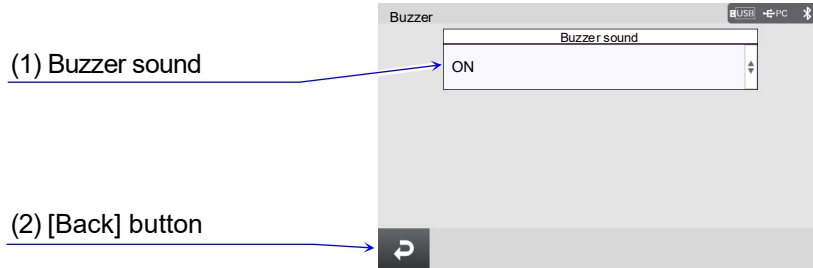 Buzzer
USB PC
Buzzer sound
(1) Buzzer sound
ON
(2) [Back] button